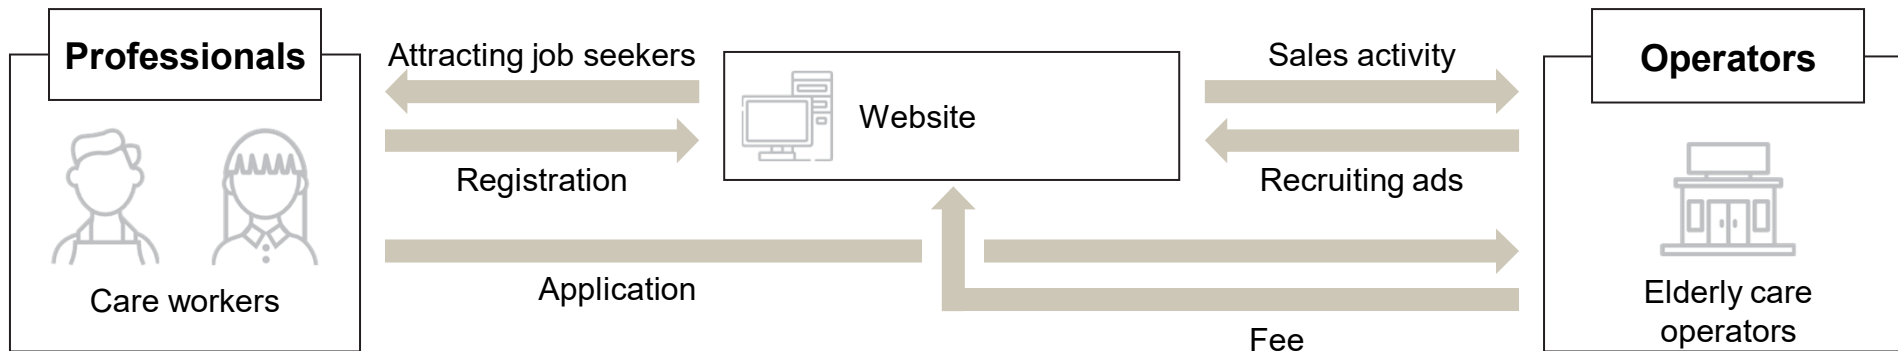 Professionals
Attracting job seekers
Sales activity
Operators
Website
Registration
Recruiting ads
Care workers
Application
Elderly care
operators
Fee